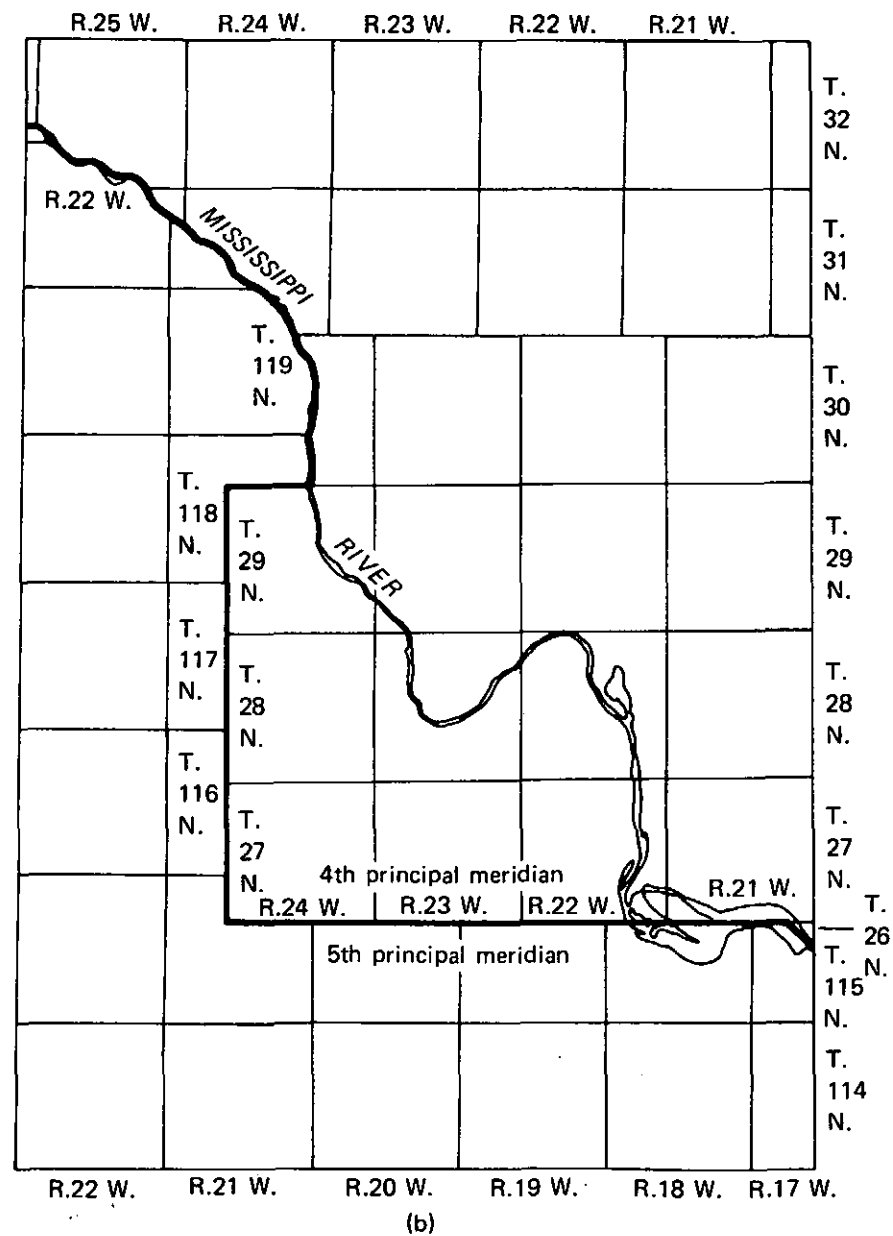 R.25 W. R.24 W. R.23 W. R.22 W. R.21 W.
T.
32
N.
R.22 W.
MISSISSIPPI
T.
31
N.
T.
119
N.
T.
30
N.
T.
118
N.
T.
29
N.
RIVER
T.
29
N.
T.
117
N.
T.
28
N.
T.
28
N.
T.
116
N.
T.
27
N.
T.
27
N.
4th principal meridian
R.21 W.
R.24 W. R.23 W. R.22 W.
T.
26
N.
5th principal meridian
T.
115
N.
T.
114
N.
R.22 W. R.21 W. R.20 W. R.19 W. R.18 W. R.17 W.
(b)